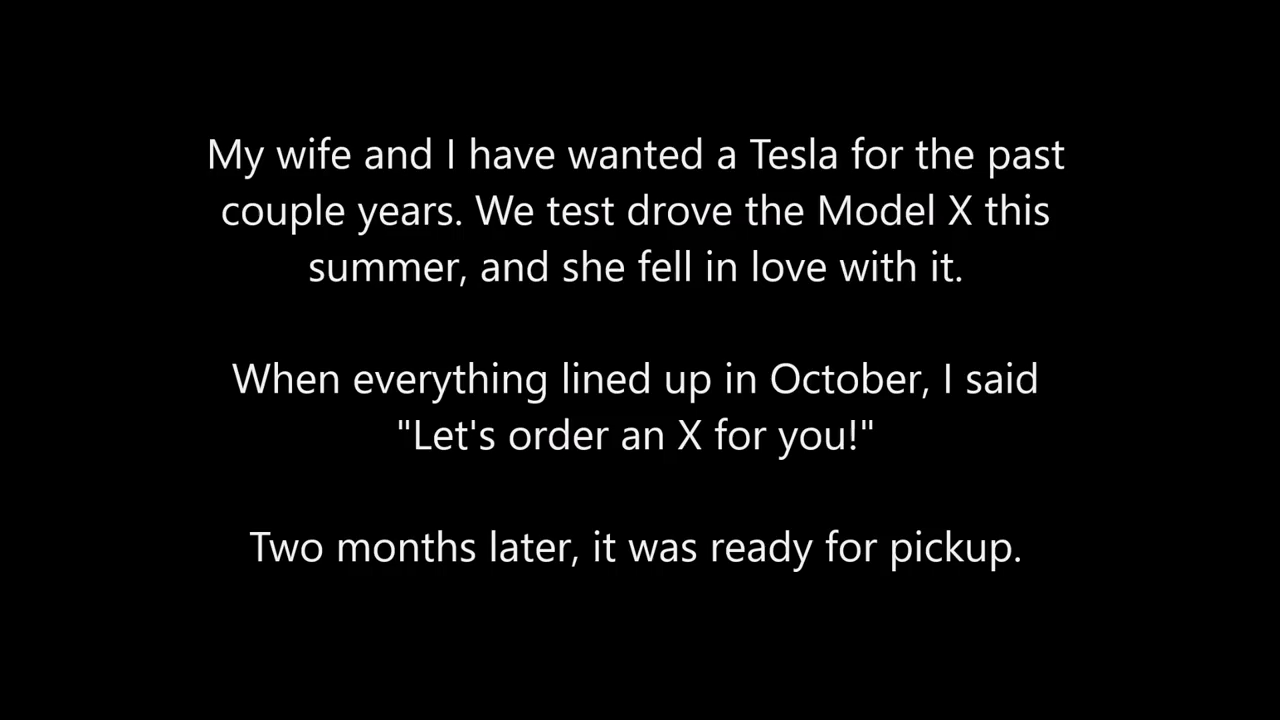 My wife and I have wanted a Tesla for the past
couple years. We test drove the Model X this
summer, and she fell in love with it.
When everything lined up in October, I said
"Let's order an X for you!"
Two months later, it was ready for pickup.